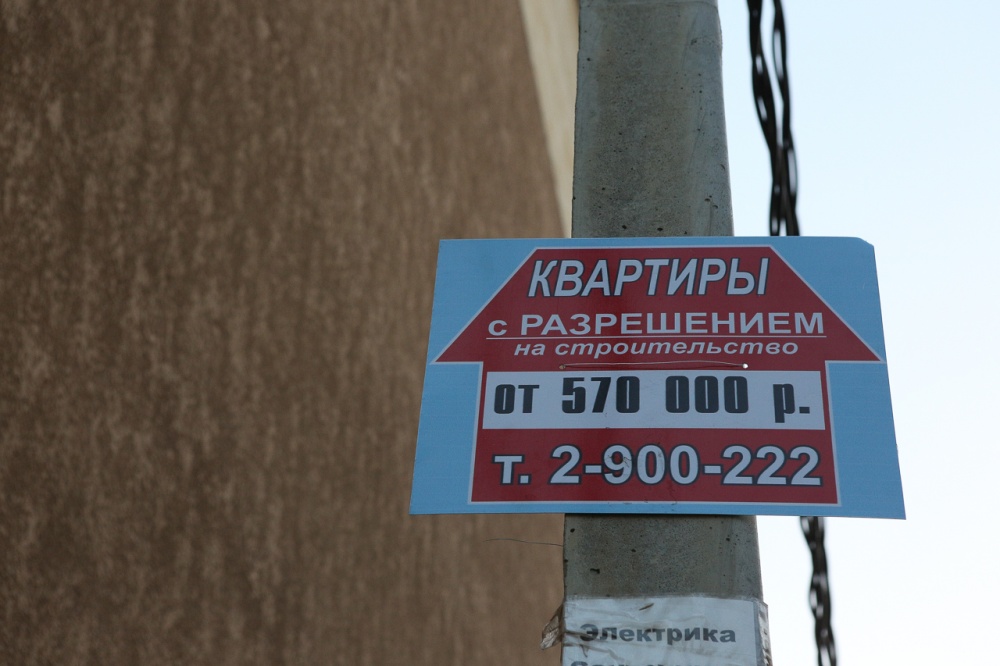 КВАРТИРЫ
с РАЗРЕШЕНИЕМ
на строительство
от 570 000 р.
т. 2-900-222
Электрика